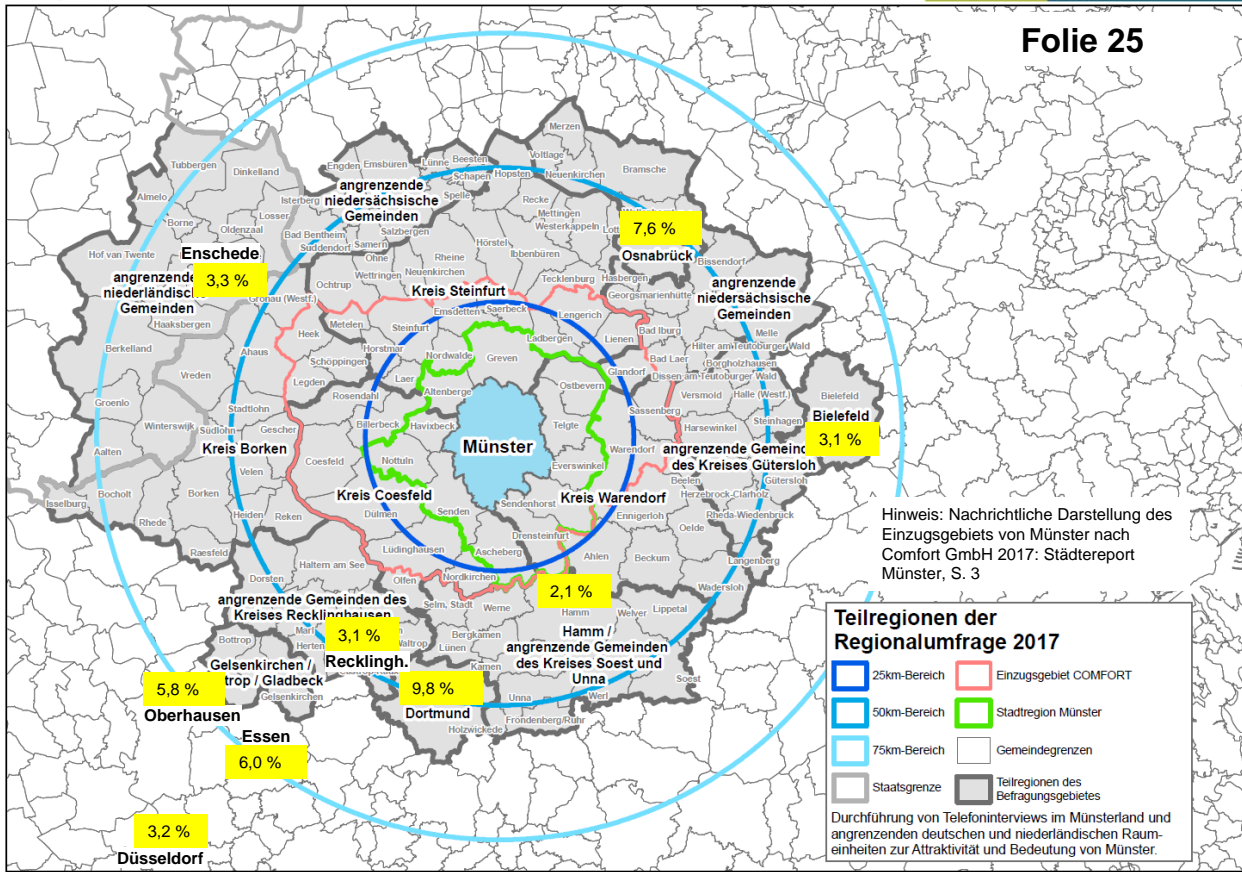 Folie 25
Merzen
Voltlage
Neuenkirchen
Bramsche
Engden
Emsbüren
Lünne
Beesten
Schapen
Hopsten
Spelle
Tubbergen
Dinkelland
angrenzende
niedersächsische
Gemeinden
Recke
Mettingen
Westerkappeln
Almelo
Isterberg
Losser
Borne
Oldenzaal
Bad Bentheim
Suddendorf
Samern
Salzbergen
7,6 %
Osnabrück
Bissendorf
Hof van Twente
Enschede
3,3 %
Ohne
Rheine
Hörstel
Ibbenbüren
Hasbergen
angrenzende
niedersächsische
Gemeinden
Wettringen
Neuenkirchen
Tecklenburg
Georgsmarienhütte
Ochtrup
Kreis Steinfurt
Gronau (Westf.)
Gemeinden
Haaksbergen
Emsdetten
Saerbeck
Lengerich
Metelen
Steinfurt
Ladbergen
Lienen
Bad Iburg
Melle
Heek
Hilter am Teutoburger Wald
Berkelland
Ahaus
Schöppingen
Horstmar
Nordwalde
Greven
Bad Laer
Borgholzhausen
Vreden
Legden
Laer
Altenberge
Glandorf
Dissen am Teutoburger Wald
Rosendahl
Ostbevern
Versmold
Halle (Westf.)
Bielefeld
Groenlo
Stadtlohn
Billerbeck
Havixbeck
Sassenberg
Steinhagen
Bielefeld
3,1 %
Winterswijk
Südlohn
Gescher
Münster
Telgte
Harsewinkel
Aalten
Kreis Borken
Nottuln
Warendorf
angrenzende Gemeinden
des Kreises Gütersloh
Velen
Coesfeld
Everswinkel
Beelen
Gütersloh
Isselburg
Bocholt
Borken
Kreis Coesfeld
Sendenhorst
Kreis Warendorf
Herzebrock-Clarholz
Rhede
Heiden
Reken
Dülmen
Senden
Ennigerloh
Rheda-Wiedenbrück
Raesfeld
Drensteinfurt
Oelde
Lüdinghausen
Ascheberg
Ahlen
Beckum
Langenberg
Dorsten
Haltern am See
Olfen
Nordkirchen
Wadersloh
Hinweis: Nachrichtliche Darstellung des
Einzugsgebiets von Münster nach
Comfort GmbH 2017: Städtereport
Münster, S. 3
2,1 %
angrenzende Gemeinden des
Kreises Recklinghausen
Selm, Stadt
Werne
Hamm
Welver
Lippetal
3,1 %
Recklingh.
Waltrop
Bergkamen
Lünen
Hamm /
angrenzende Gemeinden
des Kreises Soest und
Unna
Bottrop
Herten
Gelsenkirchen /
Gladbeck
Kamen
Soest
5,8 %
Oberhausen
Gelsenkirchen
9,8 %
Dortmund
Unna
Werl
Fröndenberg/Ruhr
Holzwickede
Essen
6,0 %
3,2 %
Düsseldorf
Teilregionen der
Regionalumfrage 2017
25km-Bereich
Einzugsgebiet COMFORT
50km-Bereich
Stadtregion Münster
75km-Bereich
Gemeindegrenzen
Staatsgrenze
Teilregionen des
Befragungsgebietes
Durchführung von Telefoninterviews im Münsterland und
angrenzenden deutschen und niederländischen Raum-
einheiten zur Attraktivität und Bedeutung von Münster.